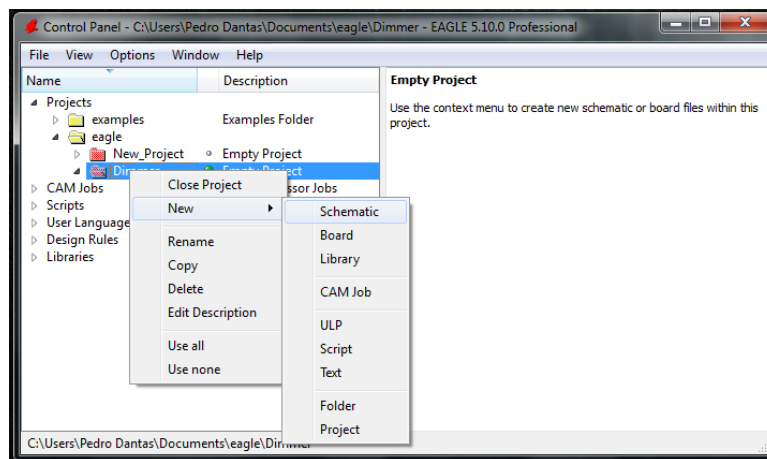 Control Panel - C:\Users\Pedro Dantas\Documents\eagle\Dimmer - EAGLE 5.10.0 Professional
File View Options Window Help
Name Description
Projects
examples Examples Folder
eagle
New_Project Empty Project
Dimmer Empty Project
CAM Jobs ssor Jobs
Scripts
User Language
Design Rules
Libraries
Close Project
New
Rename
Copy
Delete
Edit Description
Use all
Use none
Schematic
Board
Library
CAM Job
ULP
Script
Text
Folder
Project
Empty Project
Use the context menu to create new schematic or board files within this
project.
C:\Users\Pedro Dantas\Documents\eagle\Dimmer